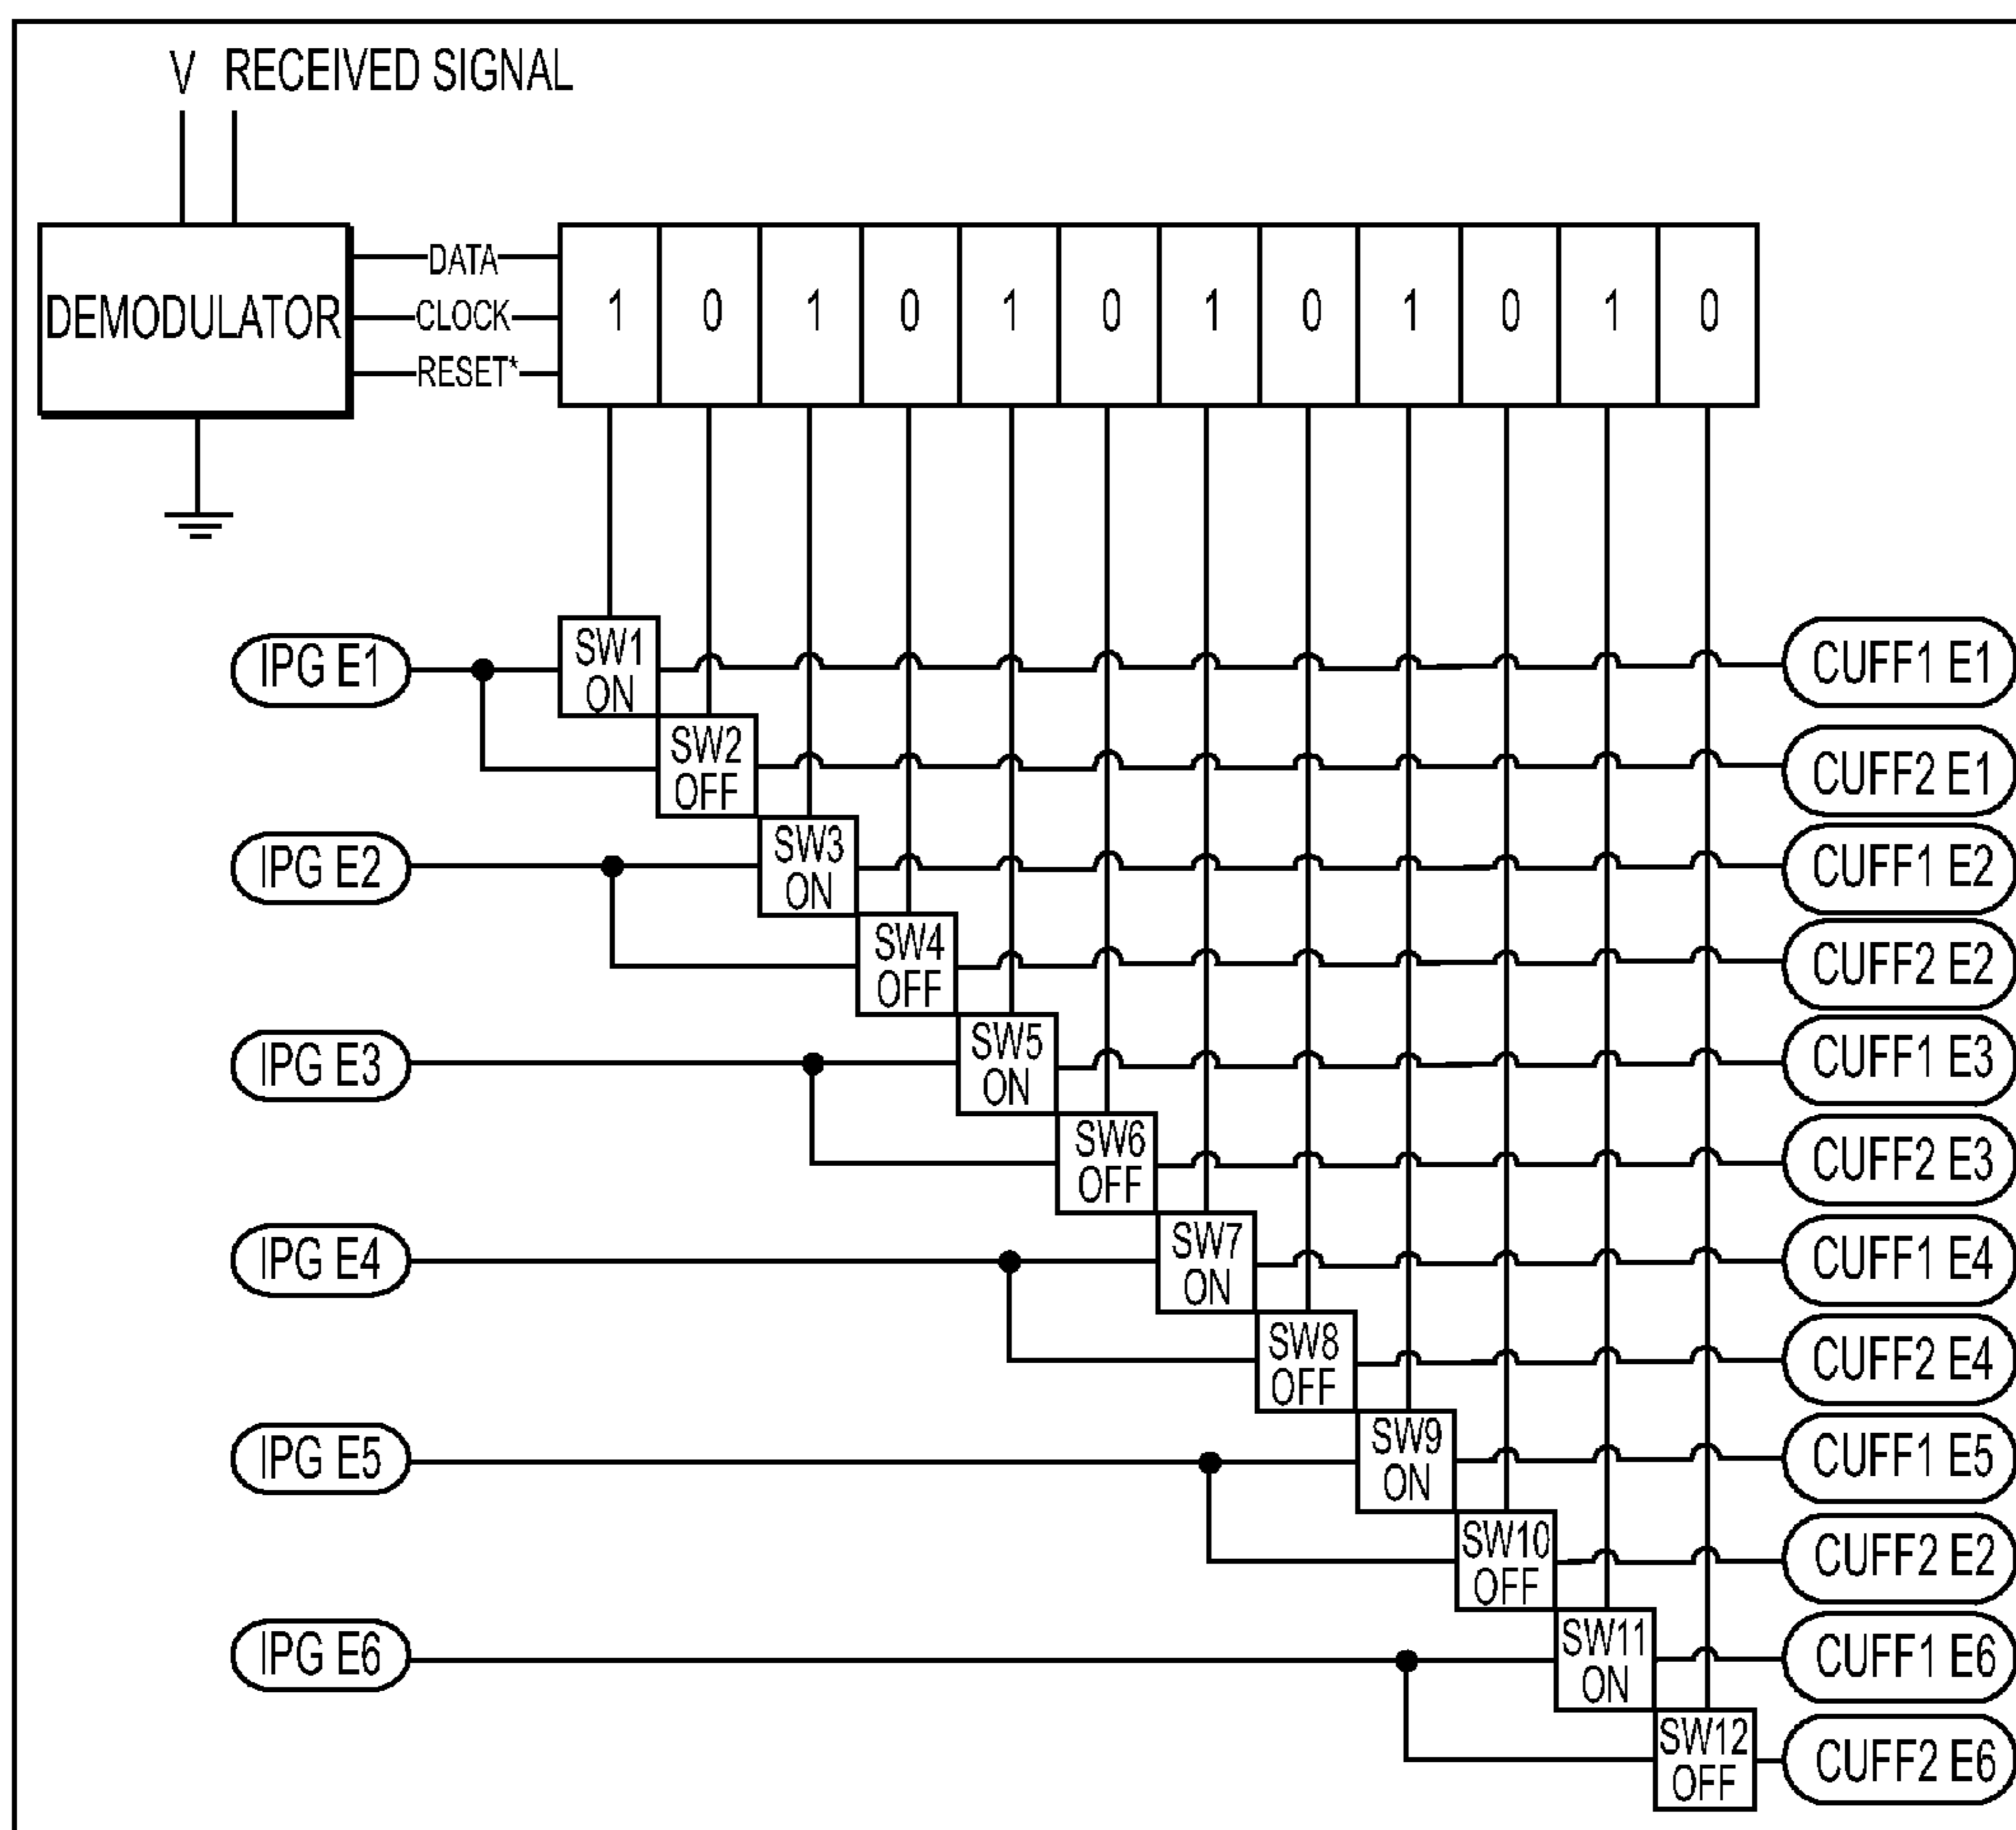 V RECEIVED SIGNAL
DEMODULATOR
DATA
CLOCK
RESET*
1 0 1 0 1 0 1 0 1 0 1 0
IPG E1
SW1
ON
CUFF1 E1
SW2
OFF
CUFF2 E1
IPG E2
SW3
ON
CUFF1 E2
SW4
OFF
CUFF2 E2
IPG E3
SW5
ON
CUFF1 E3
SW6
OFF
CUFF2 E3
IPG E4
SW7
ON
CUFF1 E4
SW8
OFF
CUFF2 E4
IPG E5
SW9
ON
CUFF1 E5
SW10
OFF
CUFF2 E2
IPG E6
SW11
ON
CUFF1 E6
SW12
OFF
CUFF2 E6